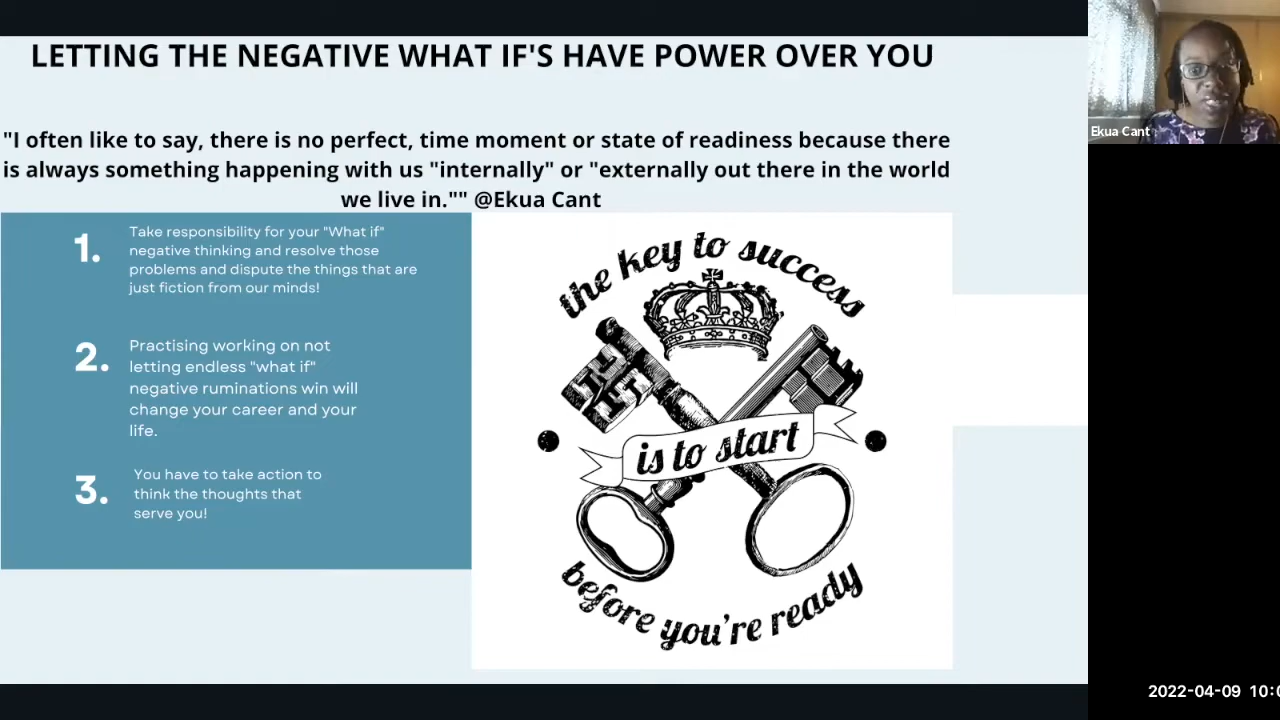 LETTING THE NEGATIVE WHAT IF'S HAVE POWER OVER YOU
"I often like to say, there is no perfect, time moment or state of readiness because there
is always something happening with us "internally" or "externally out there in the world
we live in."" @Ekua Cant
1.
Take responsibility for your "What if"
negative thinking and resolve those
problems and dispute the things that are
just fiction from our minds!
2.
Practising working on not
letting endless "what if"
negative ruminations win will
change your career and your
life.
3.
You have to take action to
think the thoughts that
serve you!
the key to success
is to start
before you're ready
Ekua Cant
2022-04-09 10:0